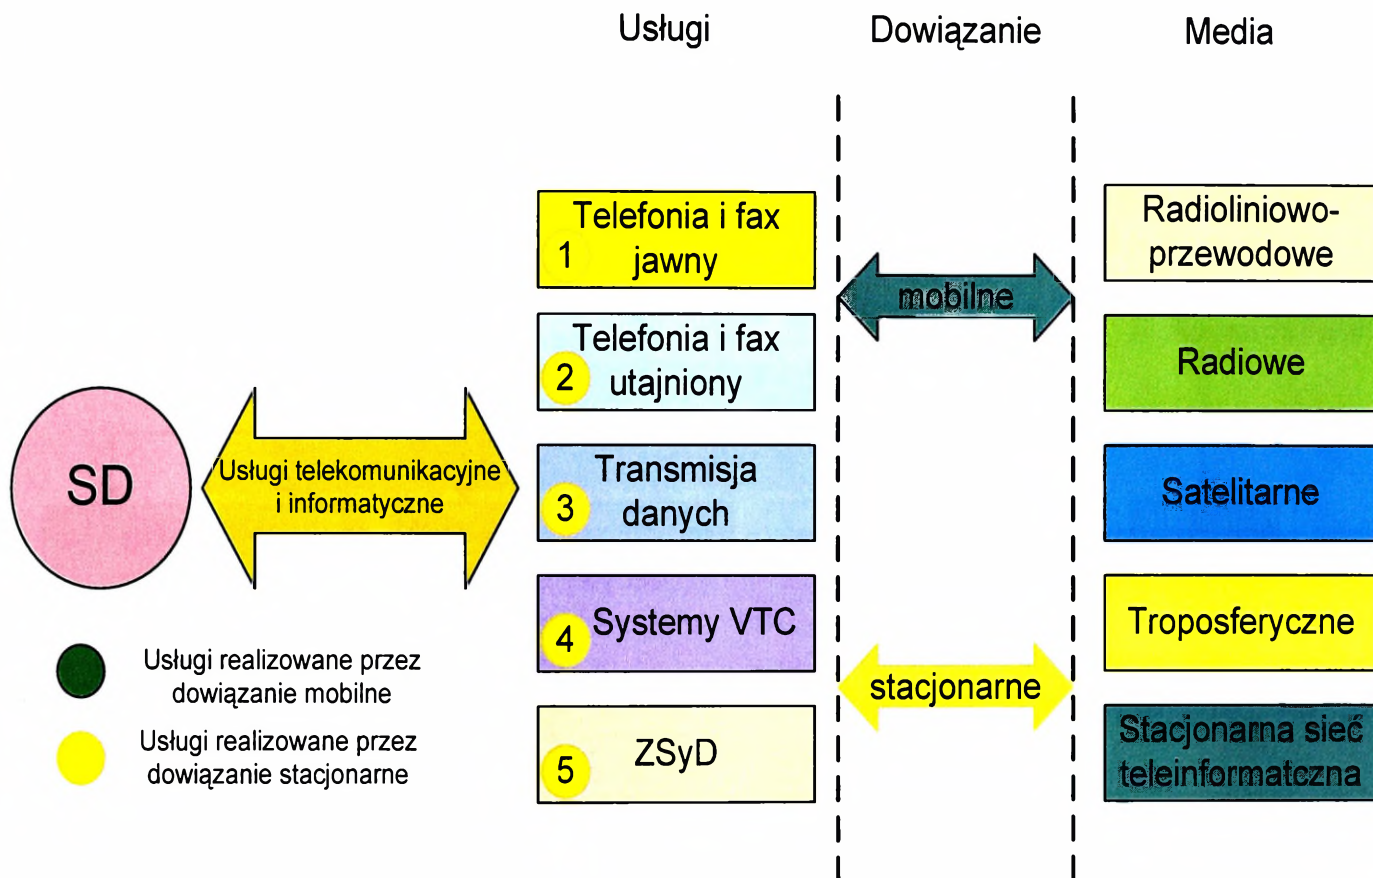 Usługi
Dowiązanie
Media
Telefonia i fax
1
jawny
Telefonia i fax
2
utajniony
Transmisja
3
danych
4
Systemy VTC
5
ZSyD
SD
Usługi telekomunikacyjne
i informatyczne
Usługi realizowane przez
dowiązanie mobilne
Usługi realizowane przez
dowiązanie stacjonarne
mobilne
stacjonarne
Radioliniowo-
przewodowe
Radiowe
Satelitarne
Troposferyczne
Stacjonarna sieć
teleinformatczna